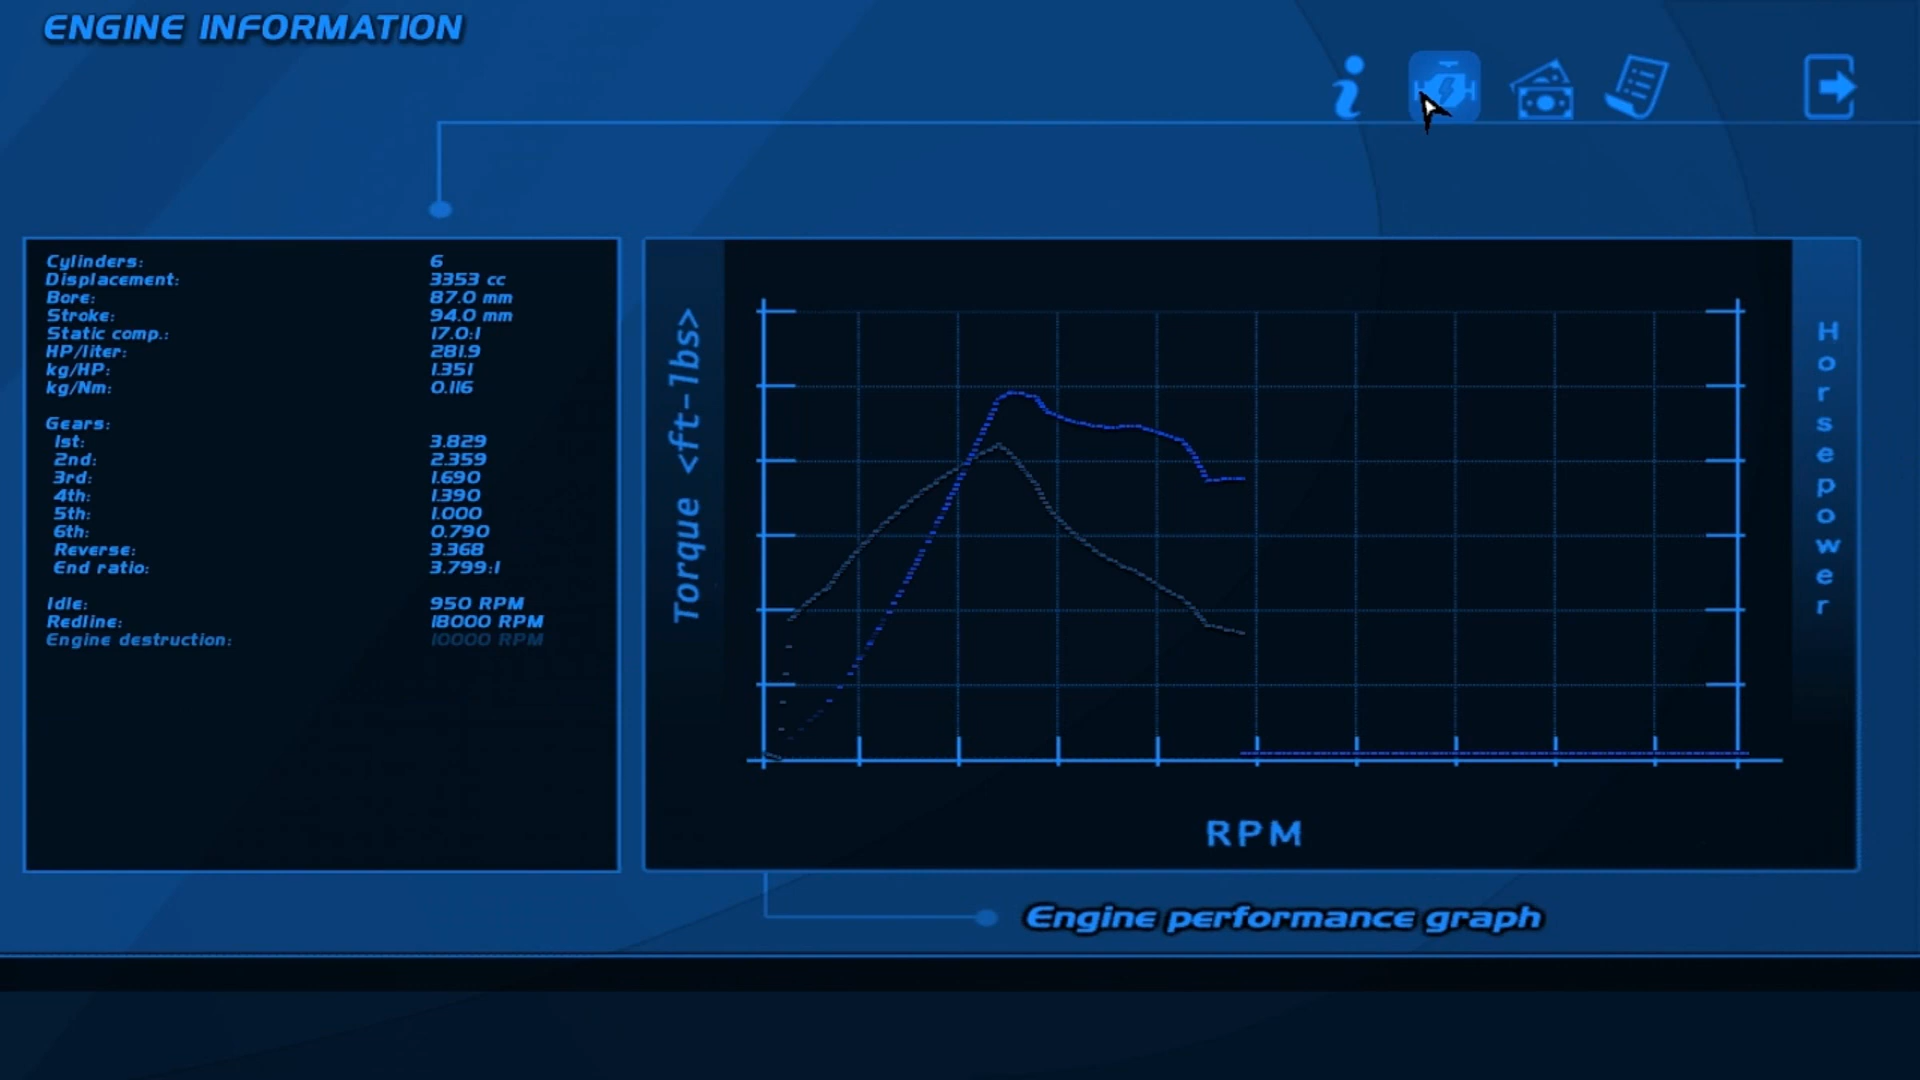 ENGINE INFORMATION
Cylinders: 6
Displacement: 3353 cc
Bore: 87.0 mm
Stroke: 94.0 mm
Static comp.: 17.0:1
HP/liter: 281.9
kg/HP: 1.351
kg/Nm: 0.116
Gears:
1st: 3.829
2nd: 2.359
3rd: 1.690
4th: 1.390
5th: 1.000
6th: 0.790
Reverse: 3.368
End ratio: 3.799:1
Idle: 950 RPM
Redline: 18000 RPM
Engine destruction: 10000 RPM
Torque <ft-lbs>
Horsepower
RPM
Engine performance graph